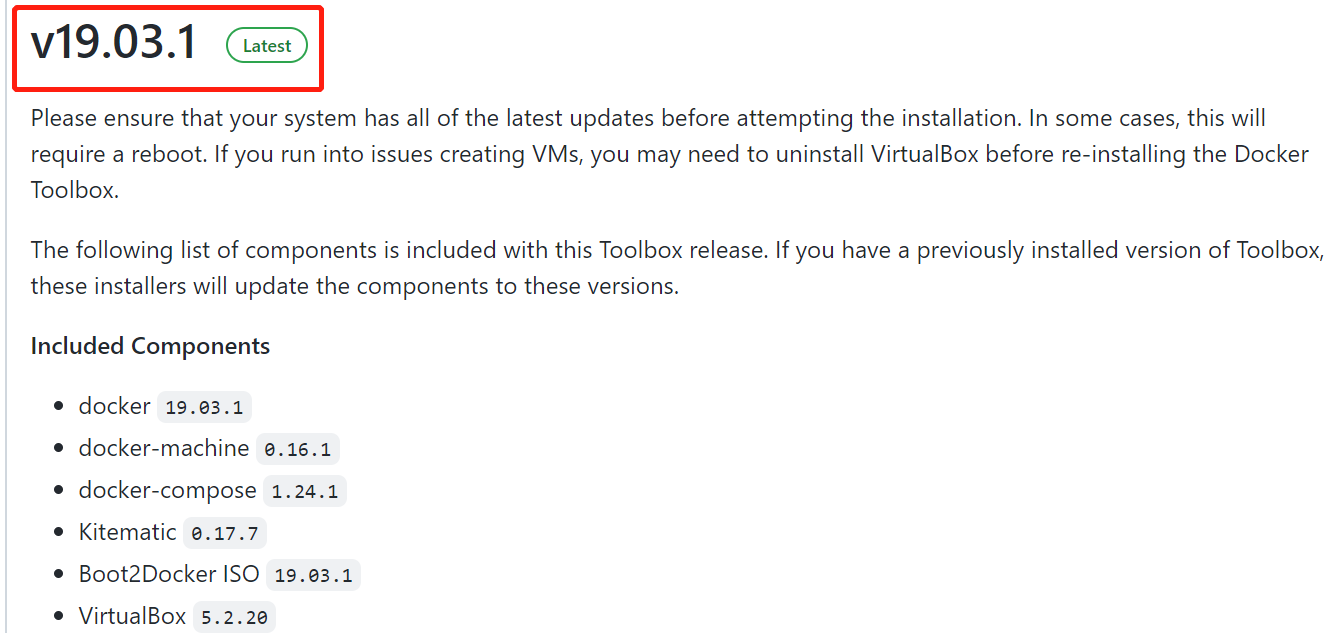 v19.03.1 Latest
Please ensure that your system has all of the latest updates before attempting the installation. In some cases, this will
require a reboot. If you run into issues creating VMs, you may need to uninstall VirtualBox before re-installing the Docker
Toolbox.
The following list of components is included with this Toolbox release. If you have a previously installed version of Toolbox,
these installers will update the components to these versions.
Included Components
docker 19.03.1
docker-machine 0.16.1
docker-compose 1.24.1
Kitematic 0.17.7
Boot2Docker ISO 19.03.1
VirtualBox 5.2.20